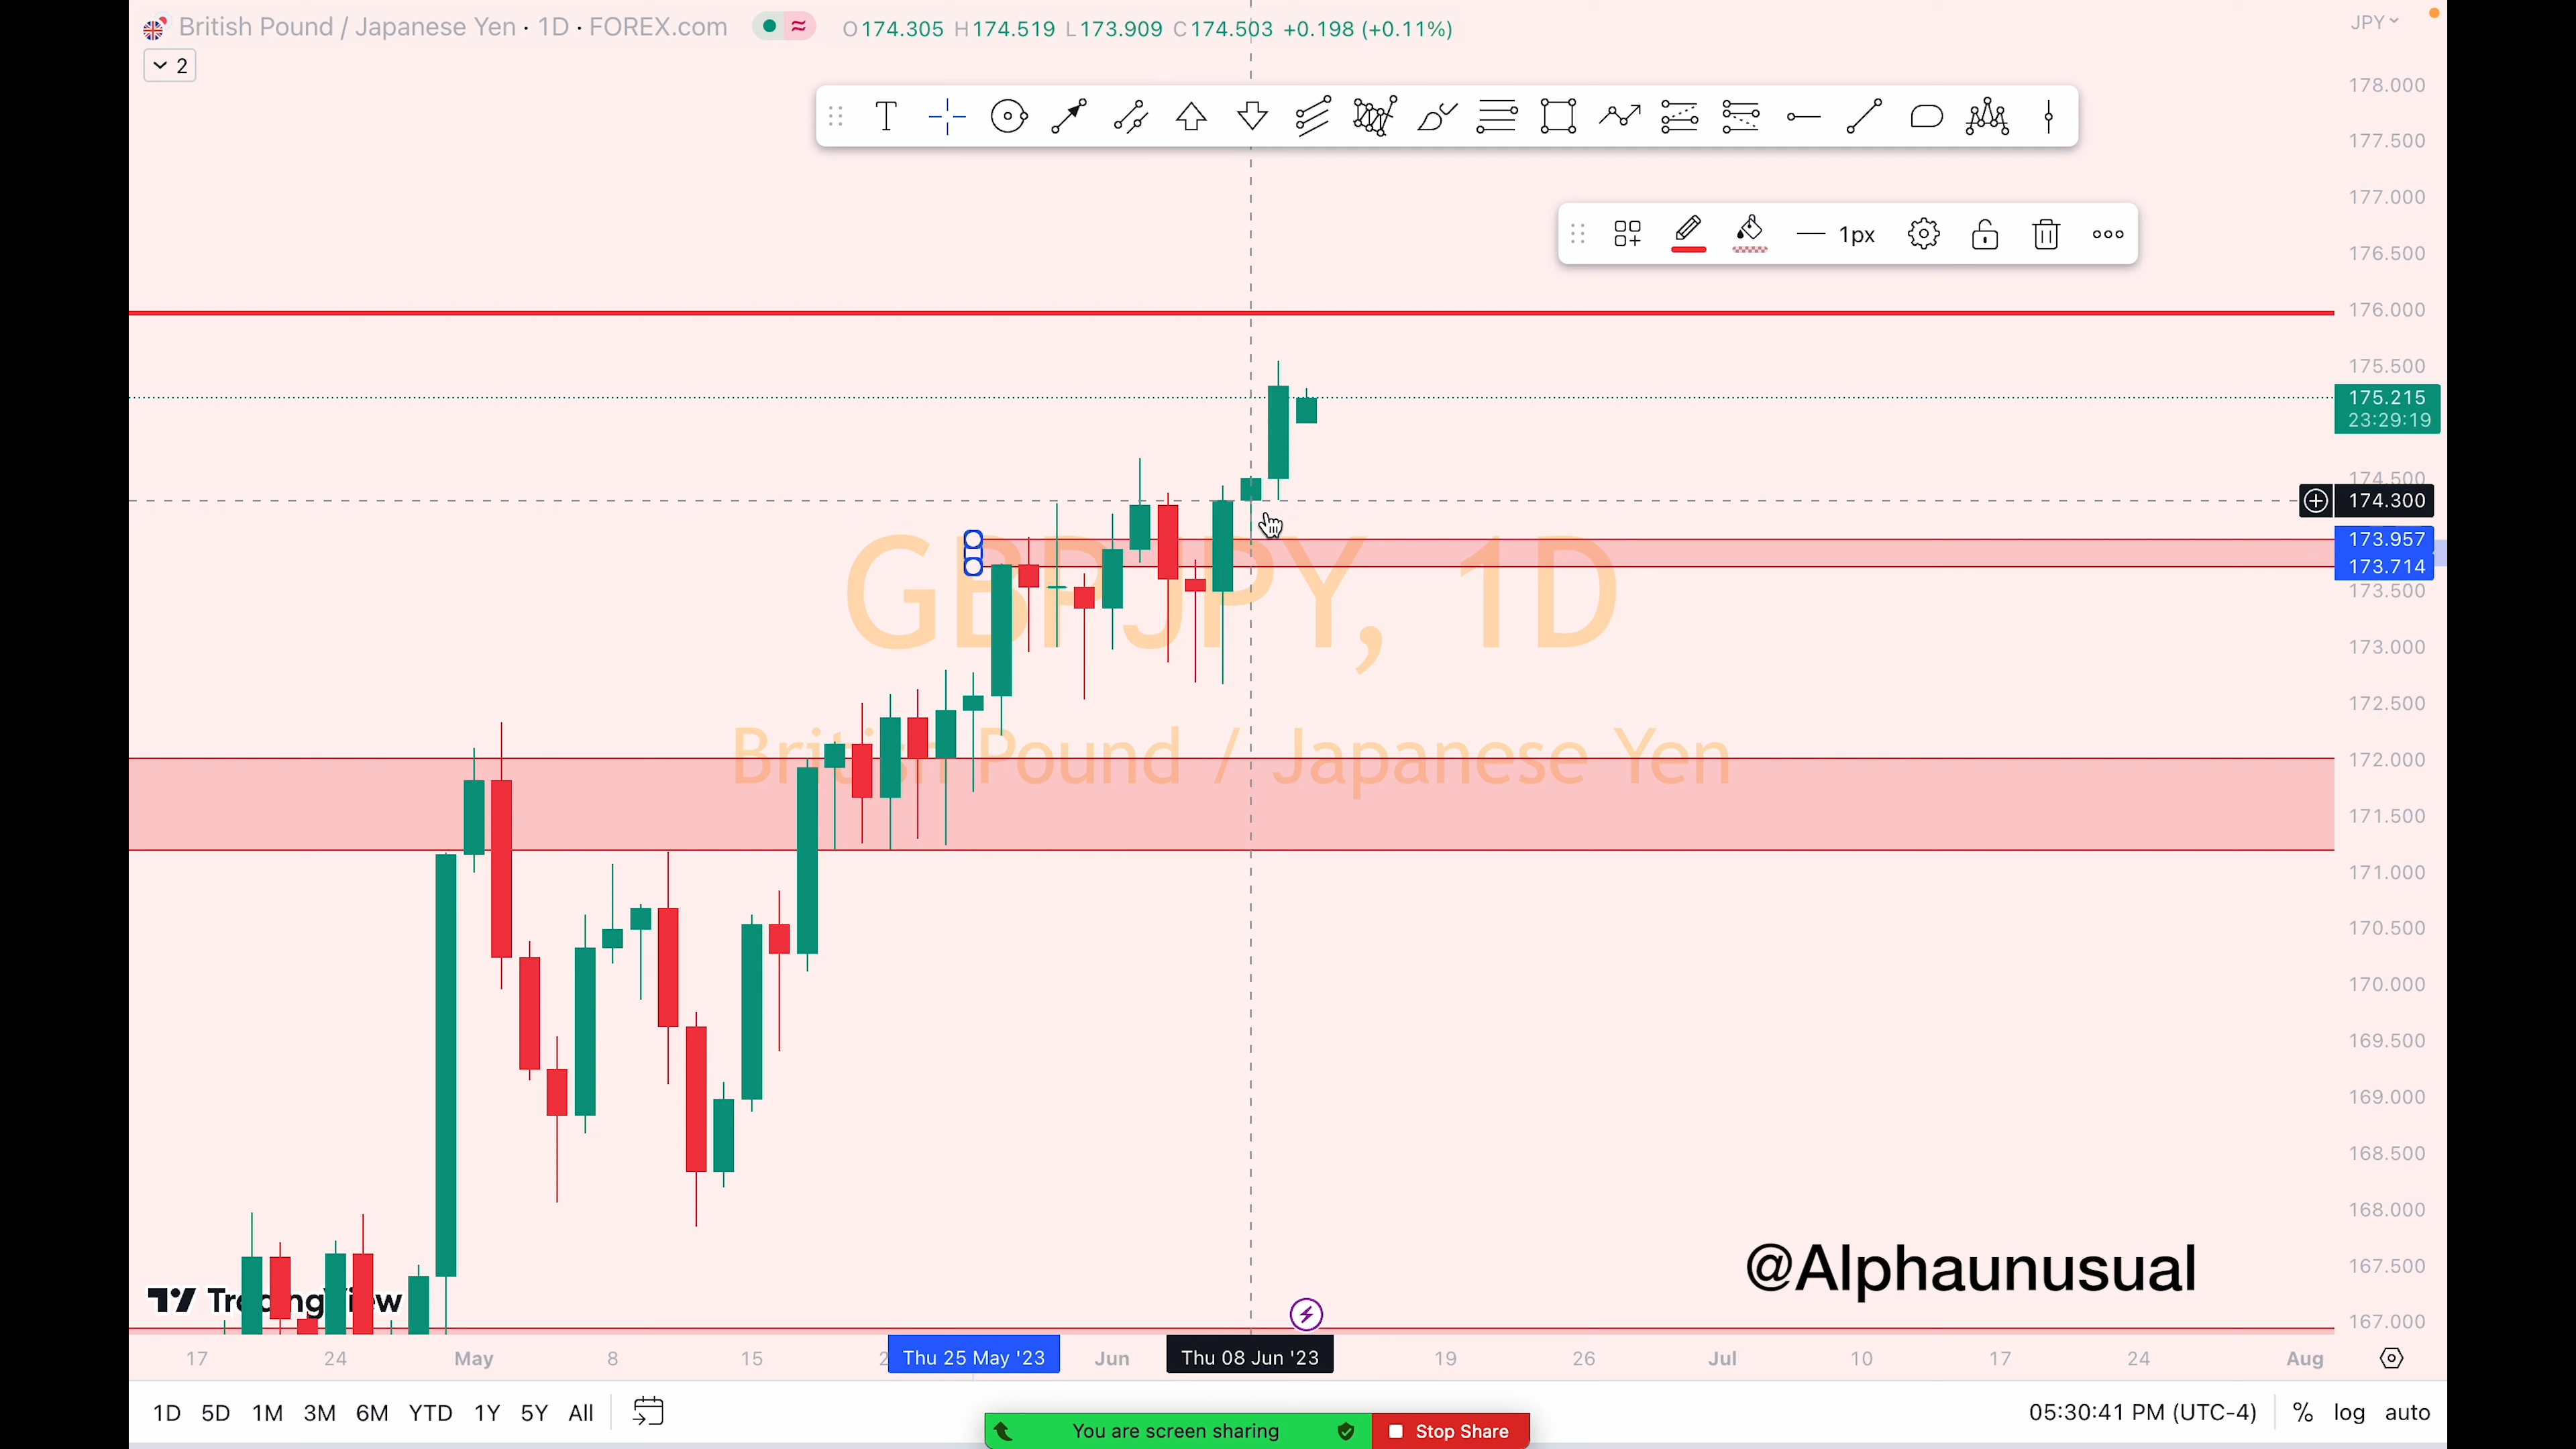 British Pound / Japanese Yen · 1D · FOREX.com O174.305 H174.519 L173.909 C174.503 +0.198 (+0.11%) JPY
2
178.000
T
177.500
177.000
1px
176.500
176.000
175.500
175.215
23:29:19
174.500
174.300
173.957
173.714
173.500
GBPJPY, 1D
173.000
172.500
British Pound / Japanese Yen
172.000
171.500
171.000
170.500
170.000
169.500
169.000
168.500
168.000
@Alphaunusual
167.500
TradingView
167.000
17 24 May 8 15 2 Thu 25 May '23 Jun Thu 08 Jun '23 19 26 Jul 10 17 24 Aug
1D 5D 1M 3M 6M YTD 1Y 5Y All 05:30:41 PM (UTC-4) % log auto
You are screen sharing Stop Share